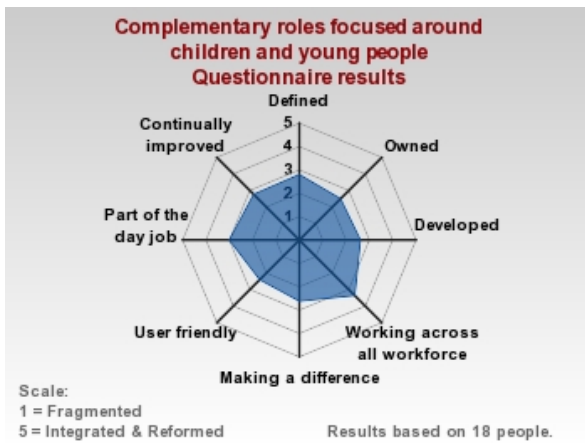 Complementary roles focused around
children and young people
Questionnaire results
Defined
Continually
improved
5
4
3
2
1
Owned
Part of the
day job
Developed
User friendly
Working across
all workforce
Making a difference
Scale:
1 = Fragmented
5 = Integrated & Reformed
Results based on 18 people.